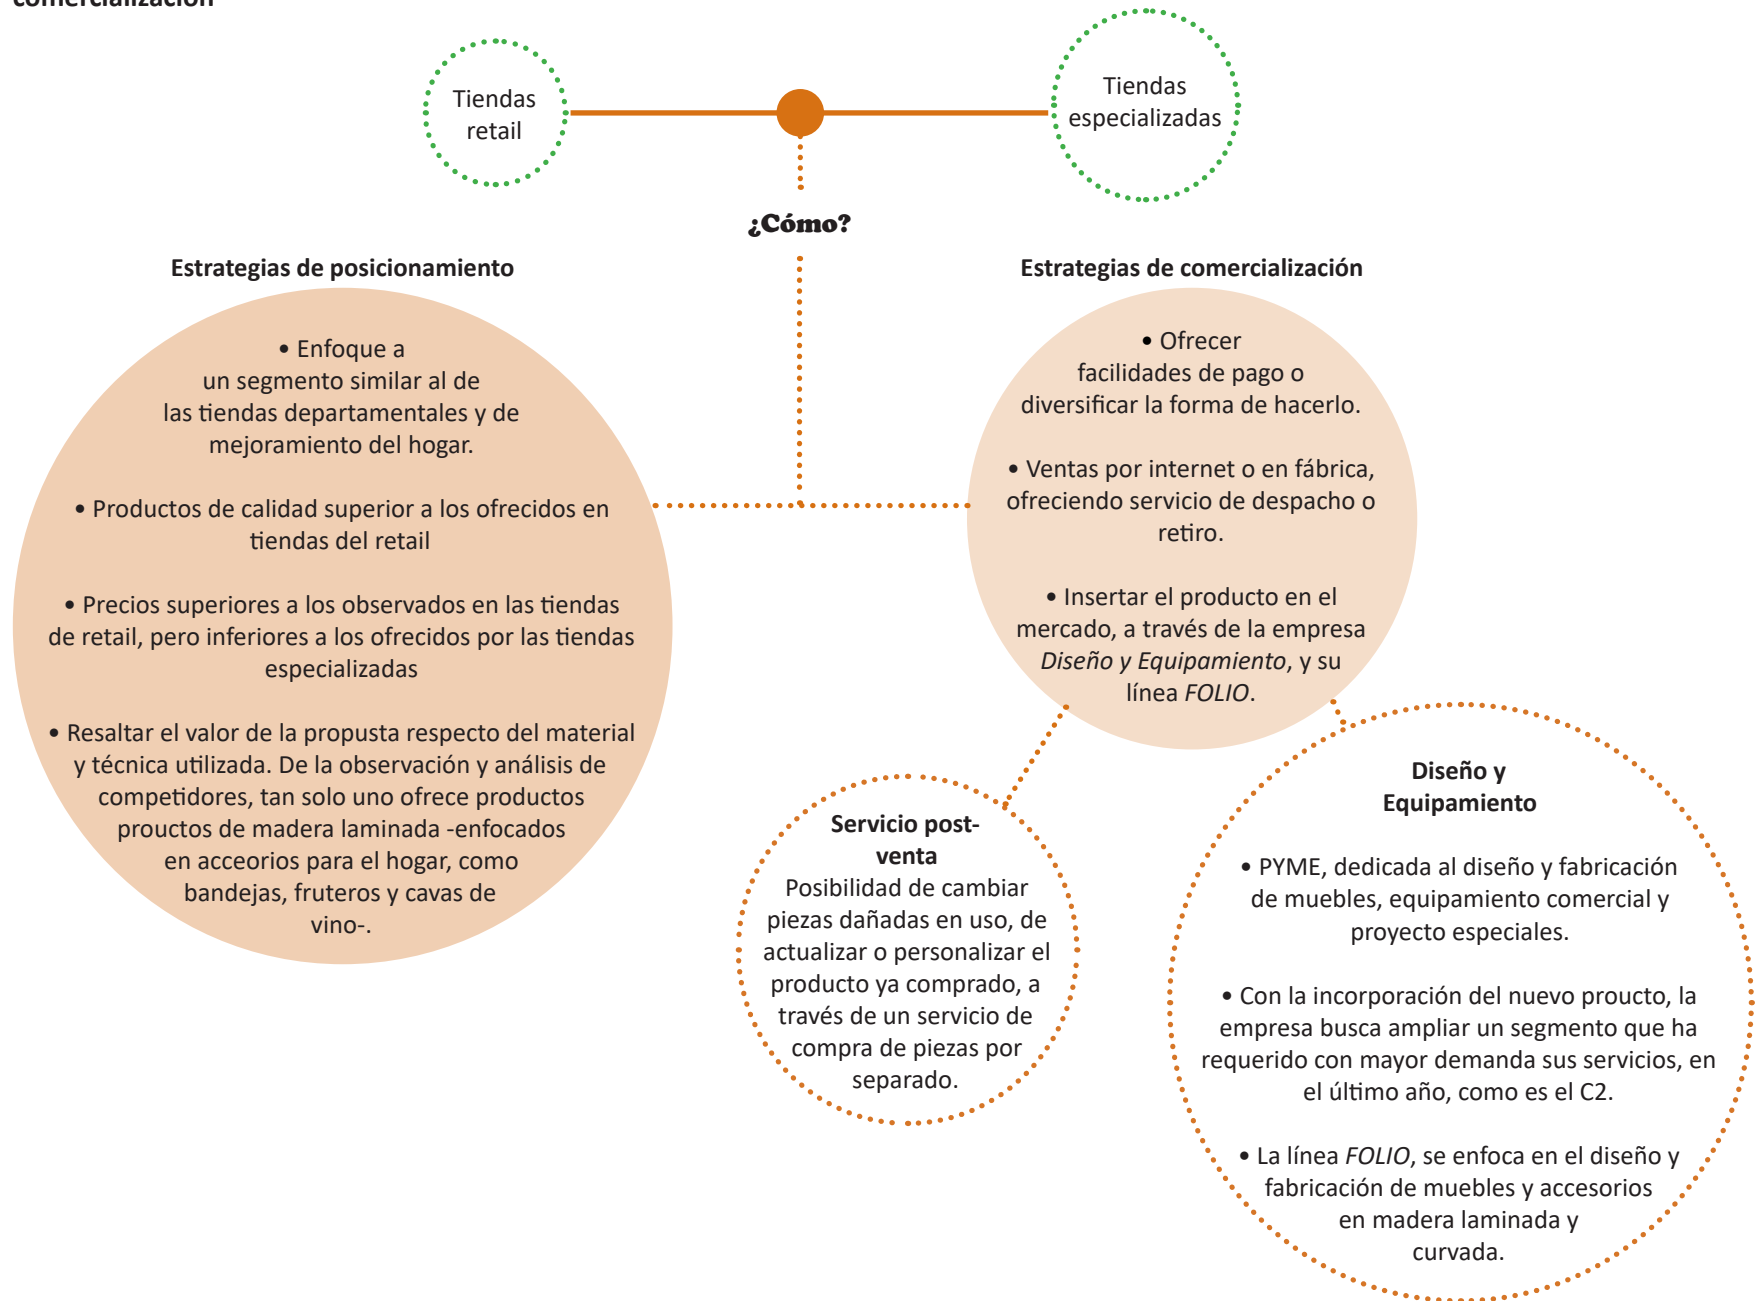 comercialización
Tiendas
retail
Tiendas
especializadas
¿Cómo?
Estrategias de posicionamiento
• Enfoque a
un segmento similar al de
las tiendas departamentales y de
mejoramiento del hogar.
• Productos de calidad superior a los ofrecidos en
tiendas del retail
• Precios superiores a los observados en las tiendas
de retail, pero inferiores a los ofrecidos por las tiendas
especializadas
• Resaltar el valor de la propusta respecto del material
y técnica utilizada. De la observación y análisis de
competidores, tan solo uno ofrece productos
prouctos de madera laminada -enfocados
en acceorios para el hogar, como
bandejas, fruteros y cavas de
vino-.
Estrategias de comercialización
• Ofrecer
facilidades de pago o
diversificar la forma de hacerlo.
• Ventas por internet o en fábrica,
ofreciendo servicio de despacho o
retiro.
• Insertar el producto en el
mercado, a través de la empresa
Diseño y Equipamiento, y su
línea FOLIO.
Servicio post-
venta
Posibilidad de cambiar
piezas dañadas en uso, de
actualizar o personalizar el
producto ya comprado, a
través de un servicio de
compra de piezas por
separado.
Diseño y
Equipamiento
• PYME, dedicada al diseño y fabricación
de muebles, equipamiento comercial y
proyecto especiales.
• Con la incorporación del nuevo proucto, la
empresa busca ampliar un segmento que ha
requerido con mayor demanda sus servicios, en
el último año, como es el C2.
• La línea FOLIO, se enfoca en el diseño y
fabricación de muebles y accesorios
en madera laminada y
curvada.